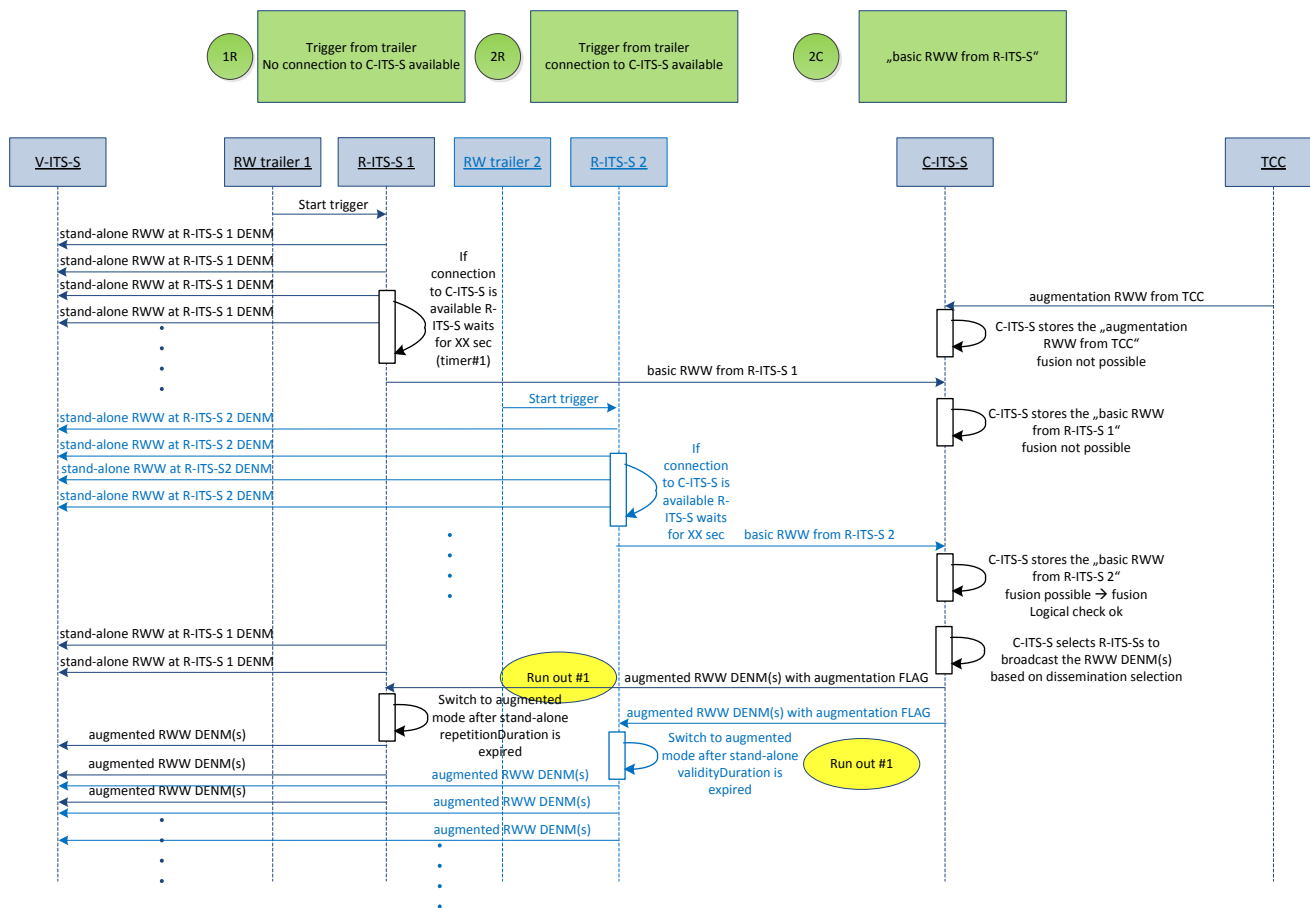 1R
Trigger from trailer
No connection to C-ITS-S available
2R
Trigger from trailer
connection to C-ITS-S available
2C
„basic RWW from R-ITS-S“
V-ITS-S
RW trailer 1
R-ITS-S 1
RW trailer 2
R-ITS-S 2
C-ITS-S
TCC
Start trigger
stand-alone RWW at R-ITS-S 1 DENM
stand-alone RWW at R-ITS-S 1 DENM
stand-alone RWW at R-ITS-S 1 DENM
stand-alone RWW at R-ITS-S 1 DENM
If
connection
to C-ITS-S is
available R-
ITS-S waits
for XX sec
(timer#1)
augmentation RWW from TCC
C-ITS-S stores the „augmentation
RWW from TCC“
fusion not possible
basic RWW from R-ITS-S 1
Start trigger
C-ITS-S stores the „basic RWW
from R-ITS-S 1“
fusion not possible
stand-alone RWW at R-ITS-S 2 DENM
stand-alone RWW at R-ITS-S 2 DENM
stand-alone RWW at R-ITS-S2 DENM
stand-alone RWW at R-ITS-S 2 DENM
If
connection
to C-ITS-S is
available R-
ITS-S waits
for XX sec
basic RWW from R-ITS-S 2
C-ITS-S stores the „basic RWW
from R-ITS-S 2“
fusion possible → fusion
Logical check ok
stand-alone RWW at R-ITS-S 1 DENM
stand-alone RWW at R-ITS-S 1 DENM
C-ITS-S selects R-ITS-Ss to
broadcast the RWW DENM(s)
based on dissemination selection
Run out #1
augmented RWW DENM(s) with augmentation FLAG
Switch to augmented
mode after stand-alone
repetitionDuration is
expired
augmented RWW DENM(s) with augmentation FLAG
Switch to augmented
mode after stand-alone
validityDuration is
expired
Run out #1
augmented RWW DENM(s)
augmented RWW DENM(s)
augmented RWW DENM(s)
augmented RWW DENM(s)
augmented RWW DENM(s)
augmented RWW DENM(s)